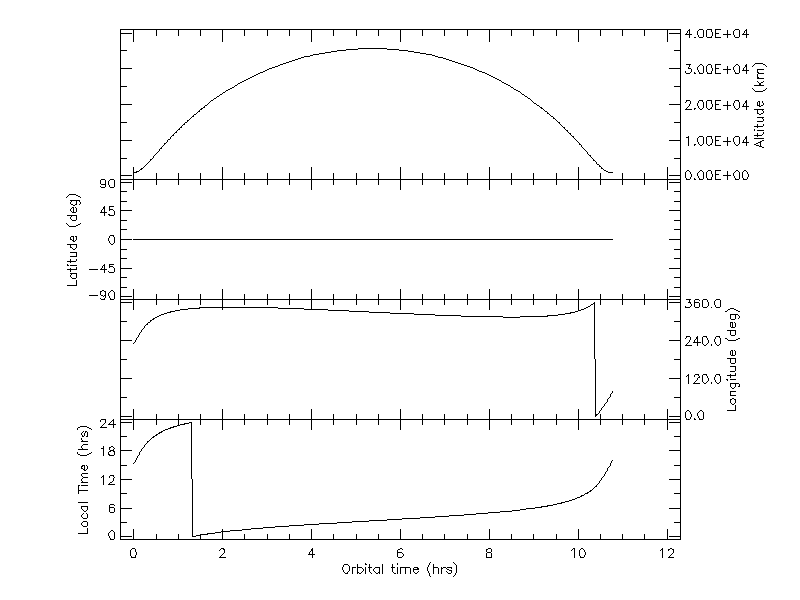 4.00E+04
3.00E+04
2.00E+04
1.00E+04
0.00E+00
Altitude (km)
90
45
0
−45
−90
Latitude (deg)
360.0
240.0
120.0
0.0
Longitude (deg)
24
18
12
6
0
Local Time (hrs)
0 2 4 6 8 10 12
Orbital time (hrs)